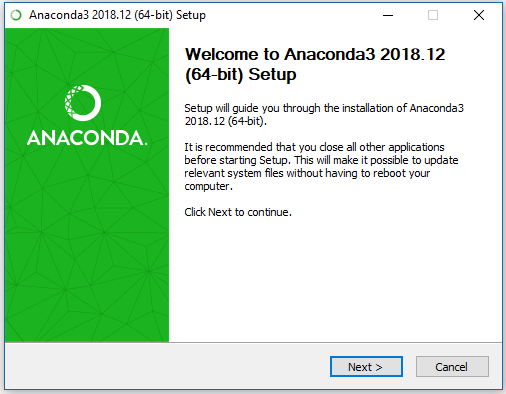 Anaconda3 2018.12 (64-bit) Setup
ANACONDA.
Welcome to Anaconda3 2018.12
(64-bit) Setup
Setup will guide you through the installation of Anaconda3
2018.12 (64-bit).
It is recommended that you close all other applications
before starting Setup. This will make it possible to update
relevant system files without having to reboot your
computer.
Click Next to continue.
Next >
Cancel